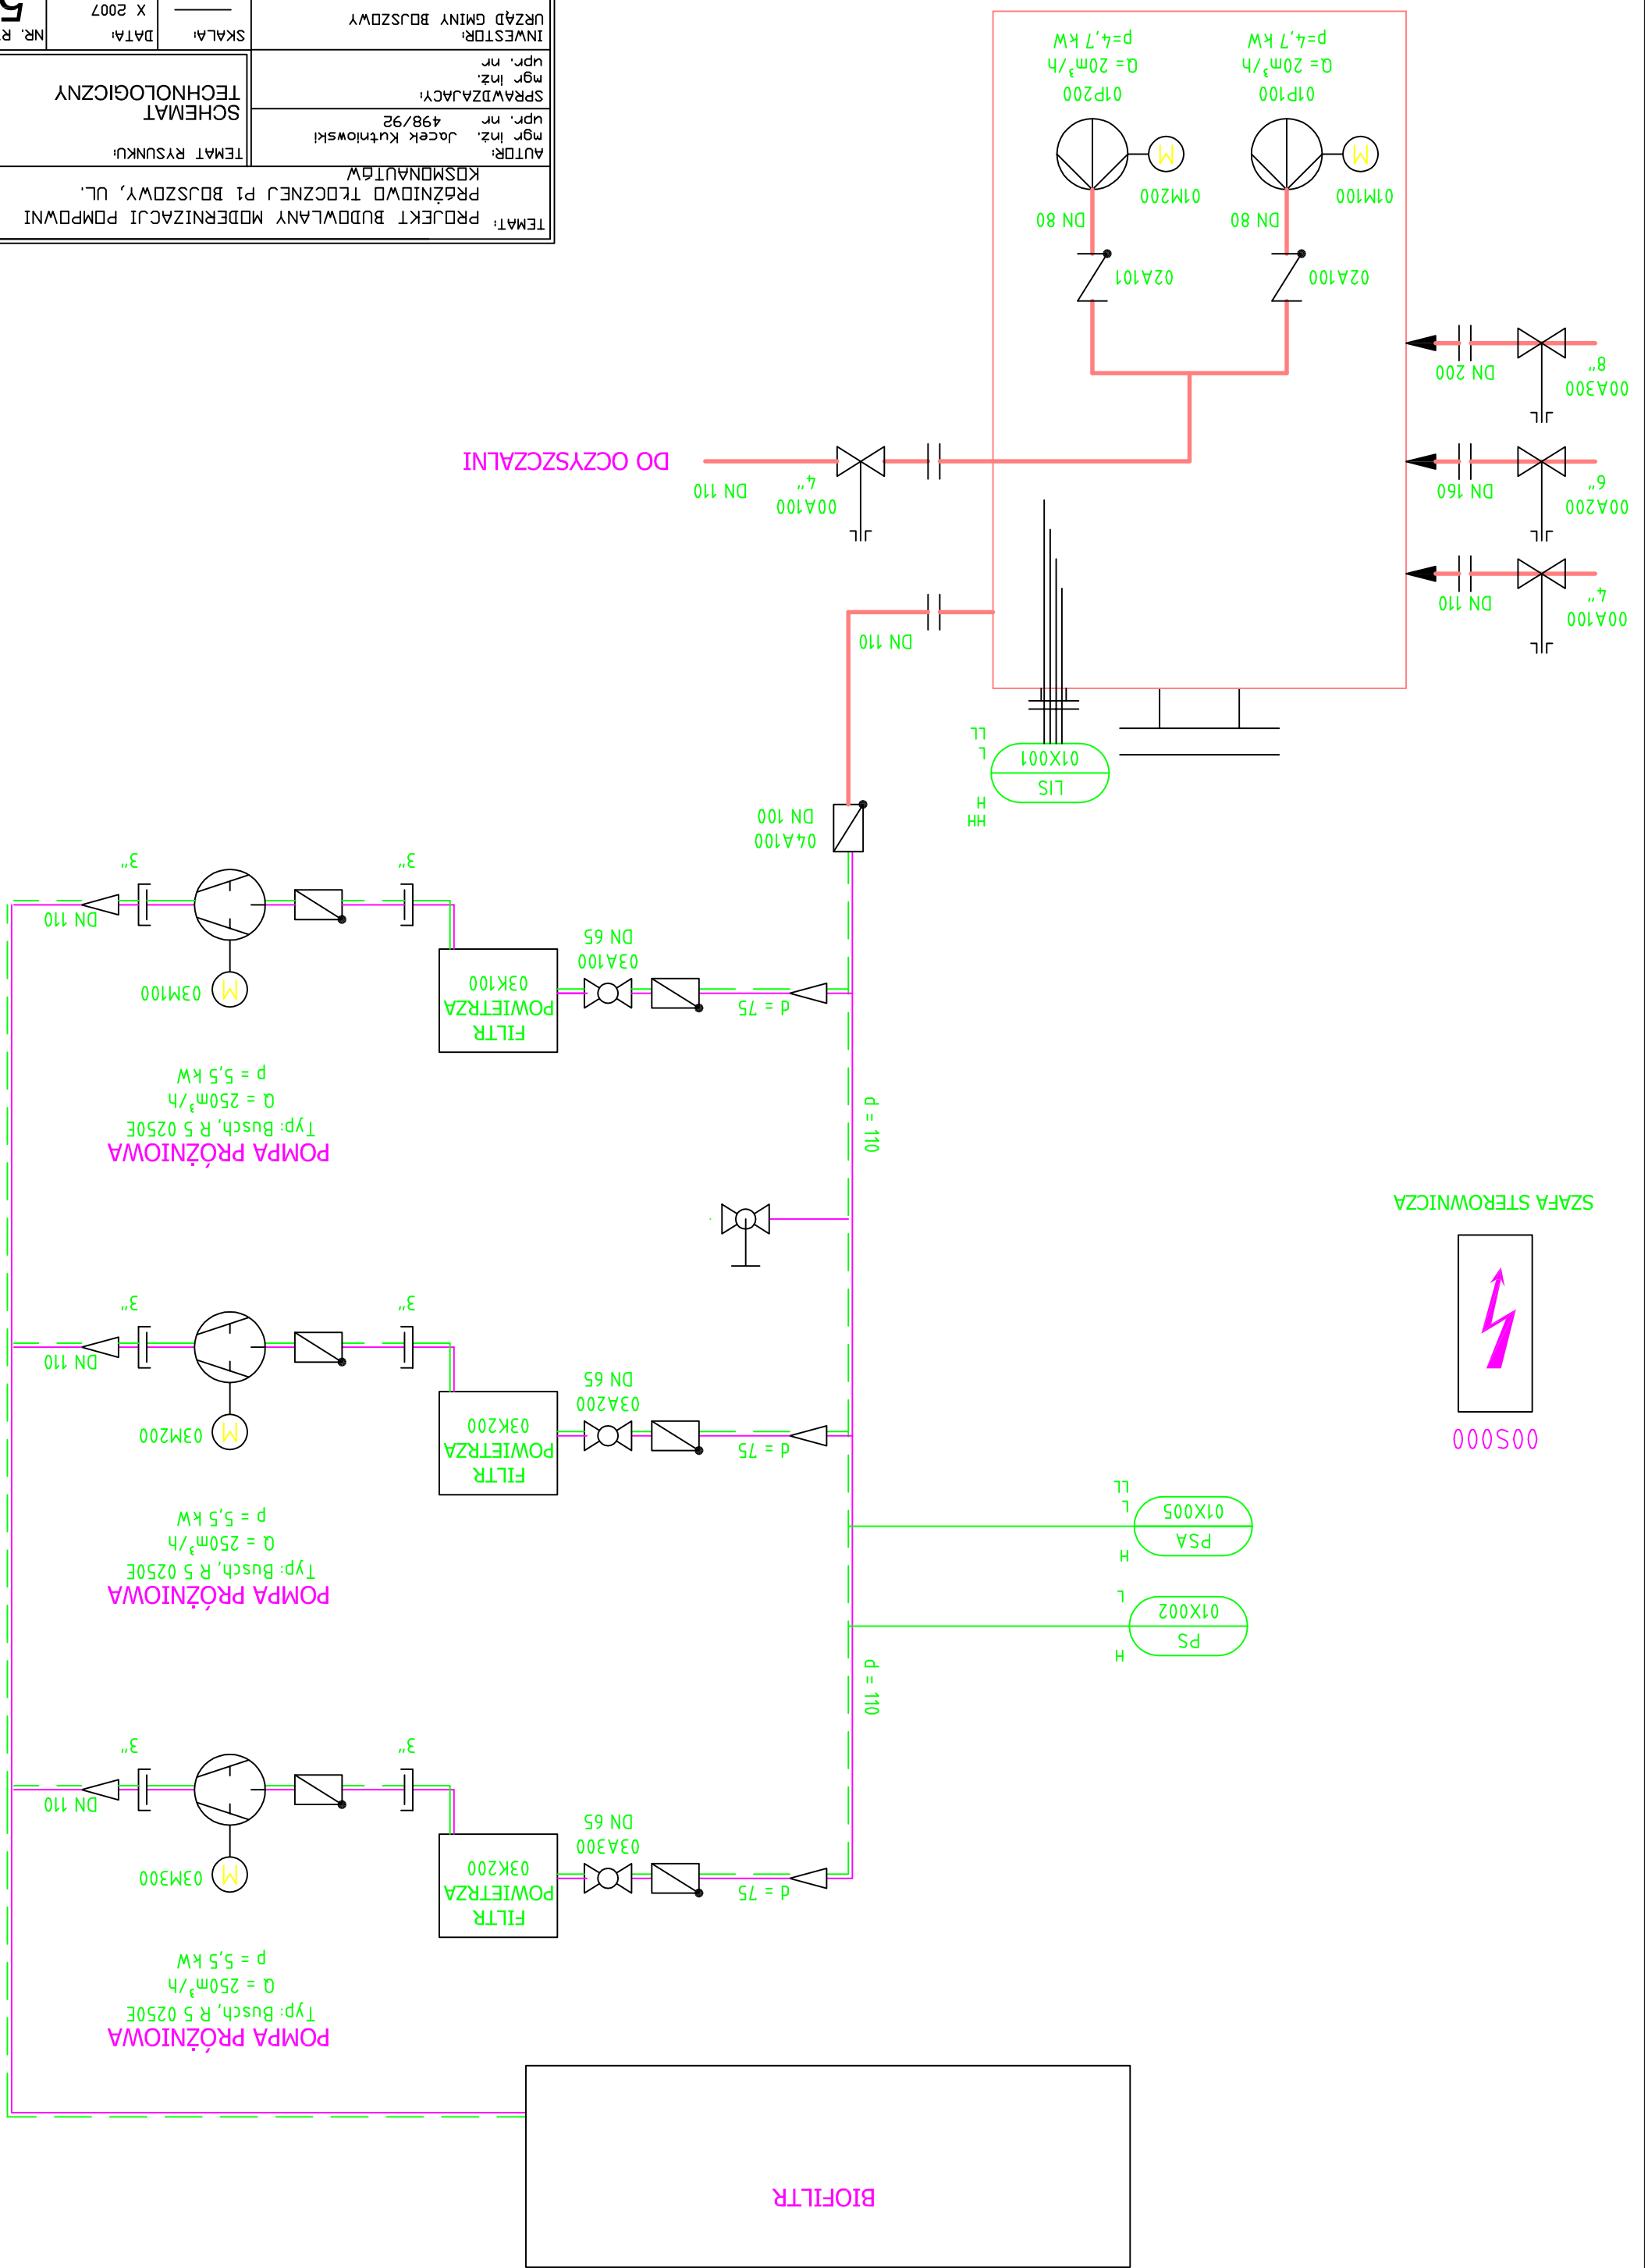 BIOFILTR
POMPA PRÓŻNIOWA
Typ: Busch, R 5 0250E
Q = 250m³/h
p = 5,5 kW
FILTR
POWIETRZA
03K200
03M300
d = 75
03A300
DN 65
DN 110
3"
3"
d = 110
H
PS
01X002
L
H
PSA
01X005
L
LL
POMPA PRÓŻNIOWA
Typ: Busch, R 5 0250E
Q = 250m³/h
p = 5,5 kW
FILTR
POWIETRZA
03K200
03M200
d = 75
03A200
DN 65
DN 110
3"
3"
00S000
SZAFA STEROWNICZA
d = 110
POMPA PRÓŻNIOWA
Typ: Busch, R 5 0250E
Q = 250m³/h
p = 5,5 kW
FILTR
POWIETRZA
03K100
03M100
d = 75
03A100
DN 65
DN 110
3"
3"
04A100
DN 100
HH
H
LIS
01X001
L
LL
DN 110
00A100
4"
DN 110
00A200
6"
DN 160
00A300
8"
DN 200
00A100
4"
DN 110
DO OCZYSZCZALNI
02A100
02A101
DN 80
DN 80
01M100
01M200
M
M
M
M
M
01P100
Q= 20m³/h
p=4,7 kW
01P200
Q= 20m³/h
p=4,7 kW
TEMAT:
PROJEKT BUDOWLANY MODERNIZACJI POMPOWNI
PRÓŻNIOWO TŁOCZNEJ P1 BOJSZOWY, UL.
KOSMONAUTÓW
AUTOR:
mgr inż. Jacek Kutniowski
upr. nr 498/92
SPRAWDZAJACY:
mgr inż.
upr. nr
INWESTOR:
URZĄD GMINY BOJSZOWY
TEMAT RYSUNKU:
SCHEMAT
TECHNOLOGICZNY
SKALA:
DATA:
X 2007
NR. R
5